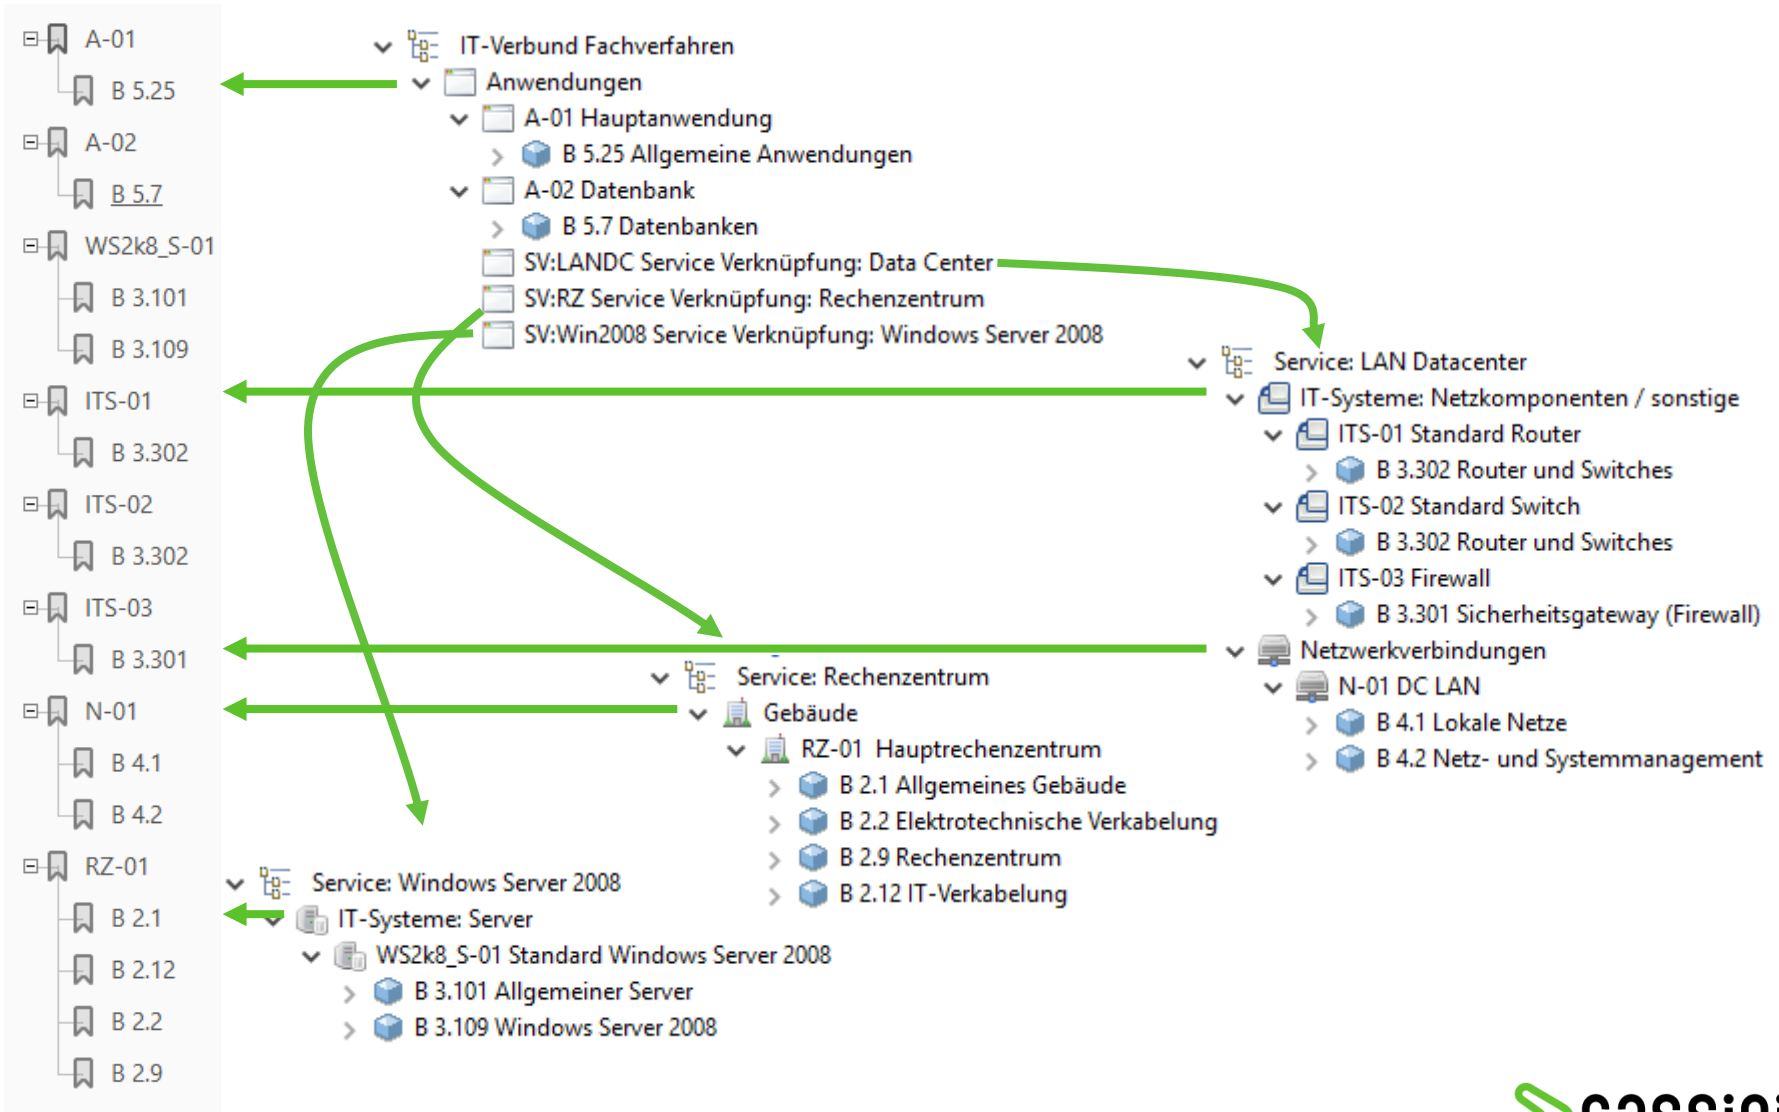 A-01
B 5.25
A-02
B 5.7
WS2k8_S-01
B 3.101
B 3.109
ITS-01
B 3.302
ITS-02
B 3.302
ITS-03
B 3.301
N-01
B 4.1
B 4.2
RZ-01
B 2.1
B 2.12
B 2.2
B 2.9
IT-Verbund Fachverfahren
Anwendungen
A-01 Hauptanwendung
B 5.25 Allgemeine Anwendungen
A-02 Datenbank
B 5.7 Datenbanken
SV:LANDC Service Verknüpfung: Data Center
SV:RZ Service Verknüpfung: Rechenzentrum
SV:Win2008 Service Verknüpfung: Windows Server 2008
Service: LAN Datacenter
IT-Systeme: Netzkomponenten / sonstige
ITS-01 Standard Router
B 3.302 Router und Switches
ITS-02 Standard Switch
B 3.302 Router und Switches
ITS-03 Firewall
B 3.301 Sicherheitsgateway (Firewall)
Netzwerkverbindungen
N-01 DC LAN
B 4.1 Lokale Netze
B 4.2 Netz- und Systemmanagement
Service: Rechenzentrum
Gebäude
RZ-01 Hauptrechenzentrum
B 2.1 Allgemeines Gebäude
B 2.2 Elektrotechnische Verkabelung
B 2.9 Rechenzentrum
B 2.12 IT-Verkabelung
Service: Windows Server 2008
IT-Systeme: Server
WS2k8_S-01 Standard Windows Server 2008
B 3.101 Allgemeiner Server
B 3.109 Windows Server 2008